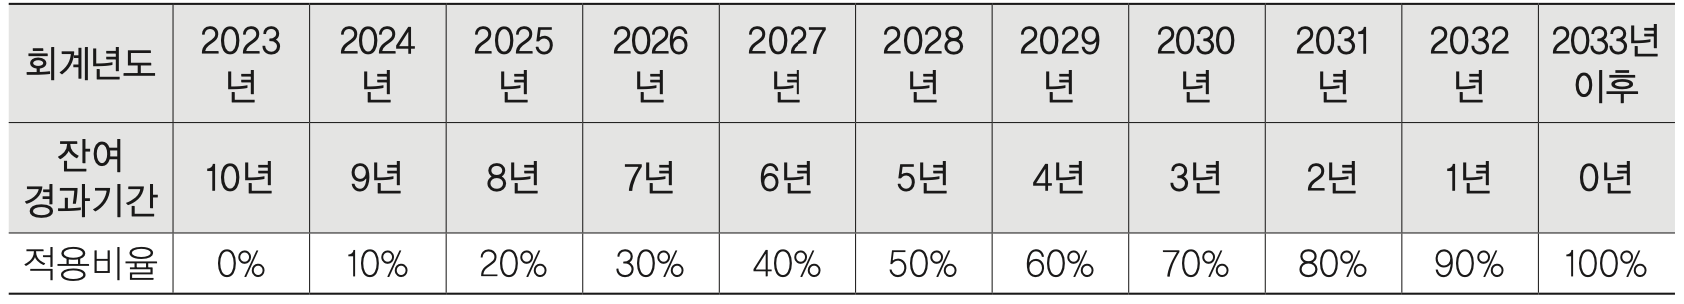 회계년도 2023년 2024년 2025년 2026년 2027년 2028년 2029년 2030년 2031년 2032년 2033년 이후
잔여 경과기간 10년 9년 8년 7년 6년 5년 4년 3년 2년 1년 0년
적용비율 0% 10% 20% 30% 40% 50% 60% 70% 80% 90% 100%